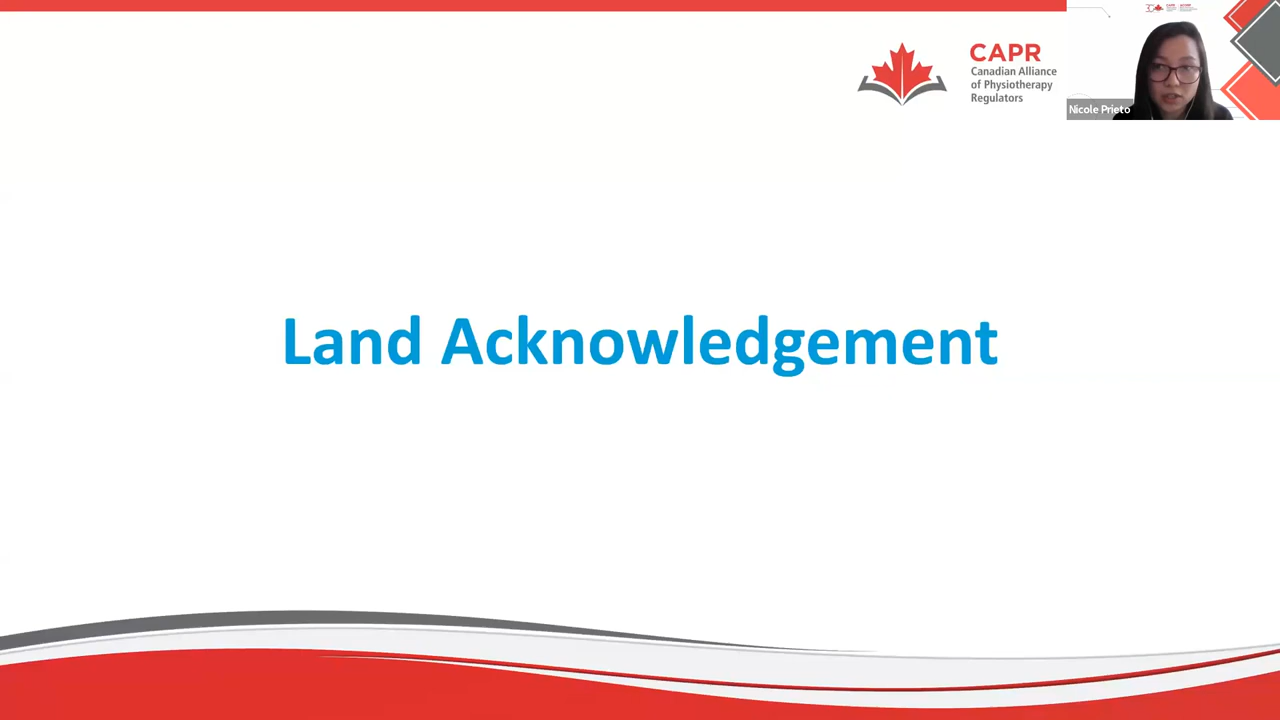 CAPR
Canadian Alliance
of Physiotherapy
Regulators
Nicole Prieto
Land Acknowledgement